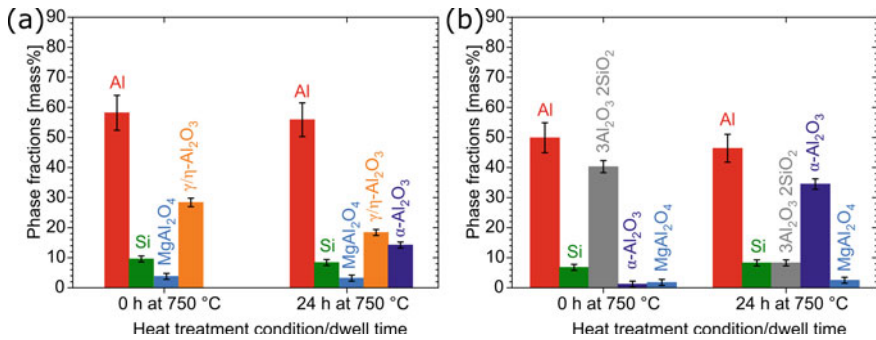 (a)
Phase fractions [mass%]
90
80
70
60
50
40
30
20
10
0
Al
Si
MgAl₂O₄
γ/η-Al₂O₃
Al
Si
MgAl₂O₄
γ/η-Al₂O₃
α-Al₂O₃
0 h at 750 °C
24 h at 750 °C
Heat treatment condition/dwell time
(b)
Phase fractions [mass%]
90
80
70
60
50
40
30
20
10
0
Al
Si
3Al₂O₃ 2SiO₂
α-Al₂O₃
MgAl₂O₄
Al
Si
3Al₂O₃ 2SiO₂
α-Al₂O₃
MgAl₂O₄
0 h at 750 °C
24 h at 750 °C
Heat treatment condition/dwell time